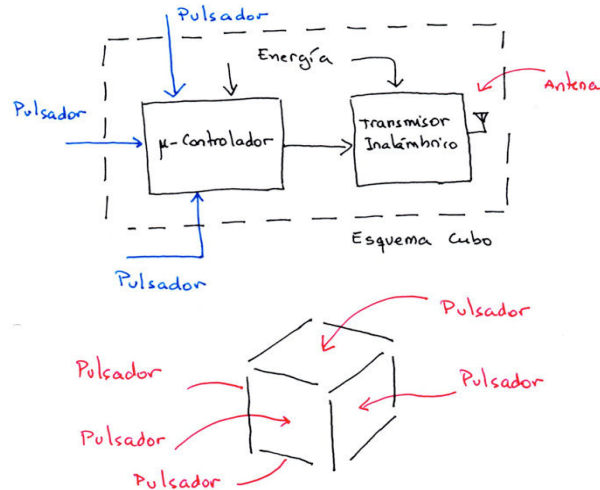 Pulsador
Energía
Antena
Pulsador
μ-Controlador
Transmisor
Inalámbrico
Esquema Cubo
Pulsador
Pulsador
Pulsador
Pulsador
Pulsador
Pulsador